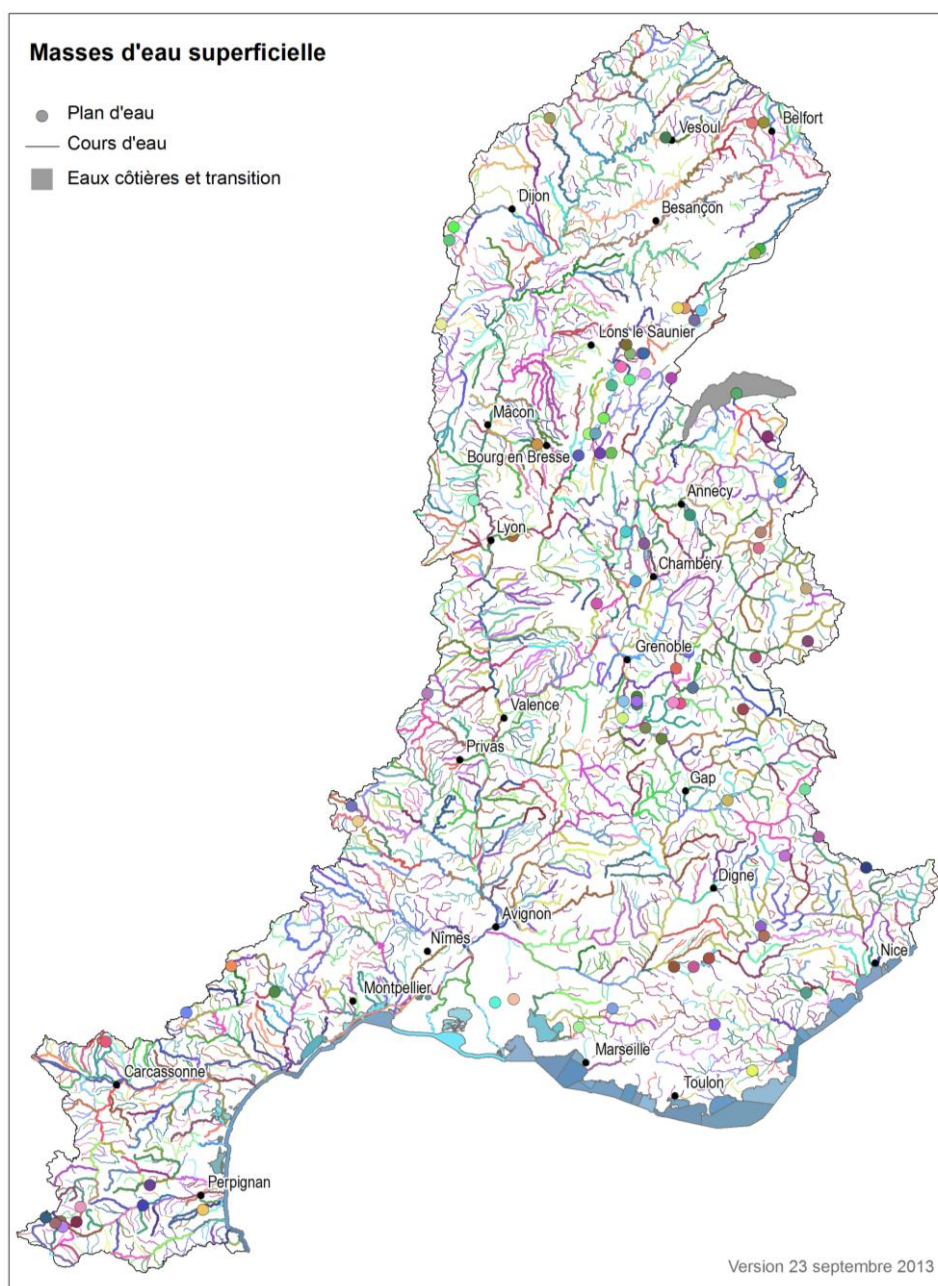 Masses d'eau superficielle
Plan d'eau
Cours d'eau
Eaux côtières et transition
Belfort
Vesoul
Dijon
Besançon
Lons le Saunier
Mâcon
Bourg en Bresse
Annecy
Lyon
Chambéry
Grenoble
Valence
Privas
Gap
Digne
Avignon
Nîmes
Nice
Montpellier
Marseille
Carcassonne
Toulon
Perpignan
Version 23 septembre 2013